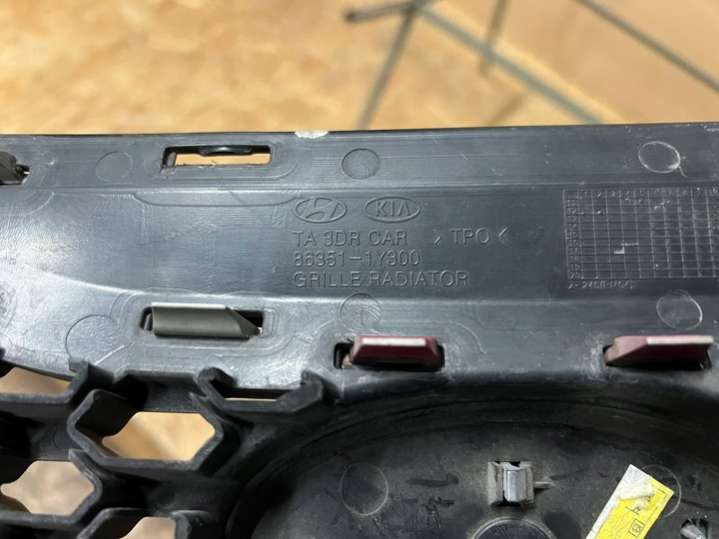 KIA
TA 3DR CAR >TPO<
86351-1Y300
GRILLE RADIATOR